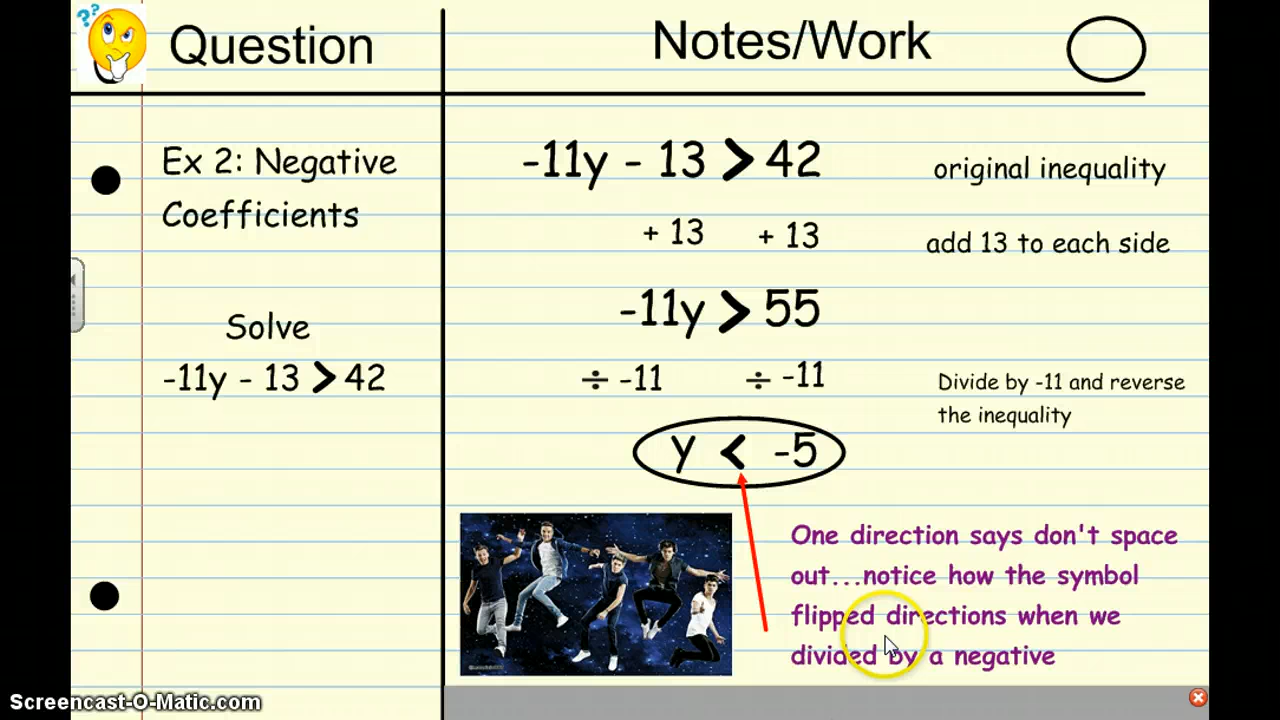 ??
Question
Notes/Work
Ex 2: Negative
Coefficients
Solve
-11y - 13 > 42
-11y - 13 > 42
original inequality
+ 13 + 13
add 13 to each side
-11y > 55
÷ -11 ÷ -11
Divide by -11 and reverse
the inequality
y < -5
One direction says don't space
out...notice how the symbol
flipped directions when we
divided by a negative
Screencast-O-Matic.com